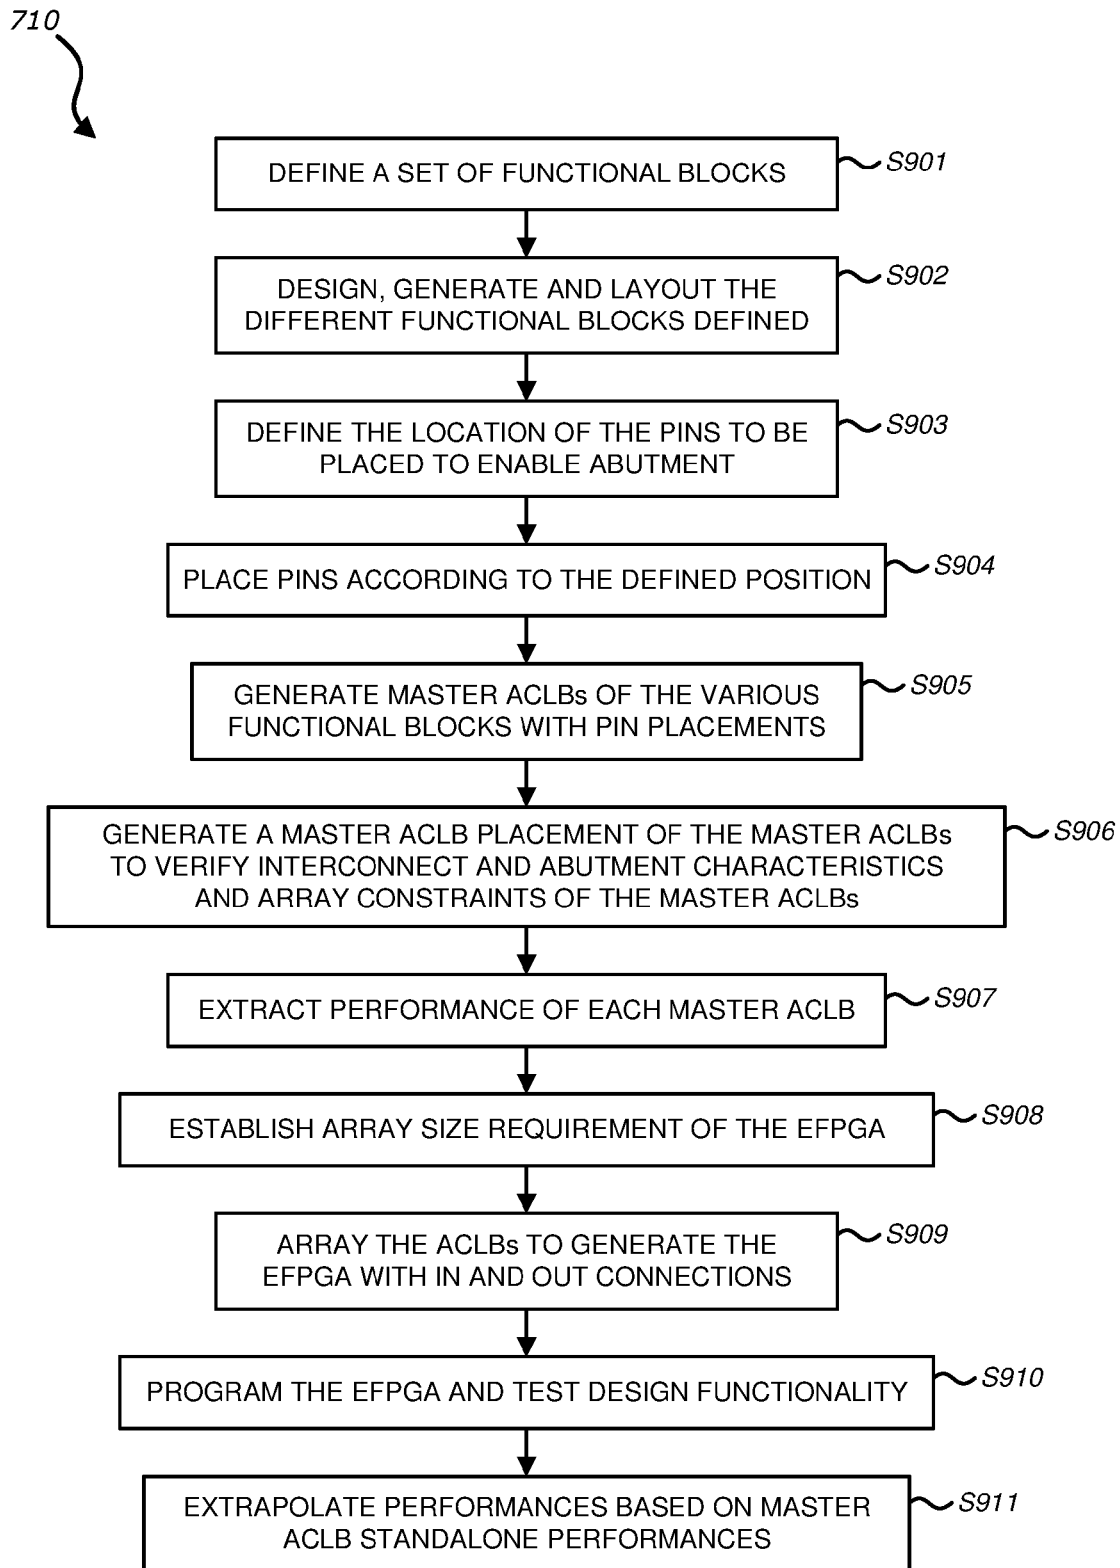 710
DEFINE A SET OF FUNCTIONAL BLOCKS
S901
DESIGN, GENERATE AND LAYOUT THE
DIFFERENT FUNCTIONAL BLOCKS DEFINED
S902
DEFINE THE LOCATION OF THE PINS TO BE
PLACED TO ENABLE ABUTMENT
S903
PLACE PINS ACCORDING TO THE DEFINED POSITION
S904
GENERATE MASTER ACLBs OF THE VARIOUS
FUNCTIONAL BLOCKS WITH PIN PLACEMENTS
S905
GENERATE A MASTER ACLB PLACEMENT OF THE MASTER ACLBs
TO VERIFY INTERCONNECT AND ABUTMENT CHARACTERISTICS
AND ARRAY CONSTRAINTS OF THE MASTER ACLBs
S906
EXTRACT PERFORMANCE OF EACH MASTER ACLB
S907
ESTABLISH ARRAY SIZE REQUIREMENT OF THE EFPGA
S908
ARRAY THE ACLBs TO GENERATE THE
EFPGA WITH IN AND OUT CONNECTIONS
S909
PROGRAM THE EFPGA AND TEST DESIGN FUNCTIONALITY
S910
EXTRAPOLATE PERFORMANCES BASED ON MASTER
ACLB STANDALONE PERFORMANCES
S911